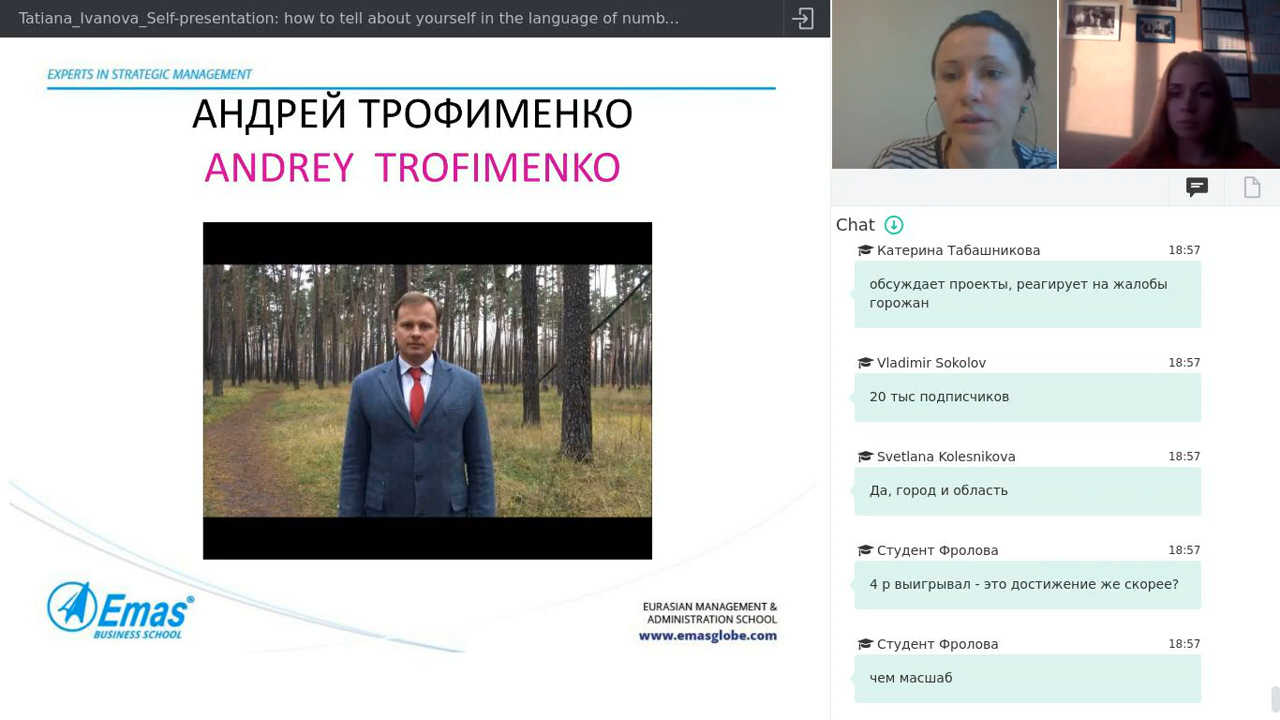 Tatiana_Ivanova_Self-presentation: how to tell about yourself in the language of numb...
EXPERTS IN STRATEGIC MANAGEMENT
АНДРЕЙ ТРОФИМЕНКО
ANDREY TROFIMENKO
Emas®
BUSINESS SCHOOL
EURASIAN MANAGEMENT &
ADMINISTRATION SCHOOL
www.emasglobe.com
Chat
Катерина Табашникова 18:57
обсуждает проекты, реагирует на жалобы
горожан
Vladimir Sokolov 18:57
20 тыс подписчиков
Svetlana Kolesnikova 18:57
Да, город и область
Студент Фролова 18:57
4 р выигрывал - это достижение же скорее?
Студент Фролова 18:57
чем масшаб